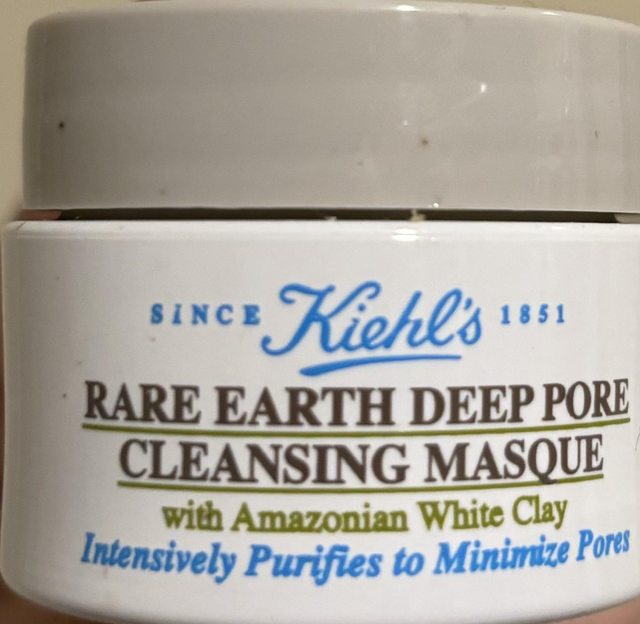 SINCE Kiehl's 1851
RARE EARTH DEEP PORE
CLEANSING MASQUE
with Amazonian White Clay
Intensively Purifies to Minimize Pores